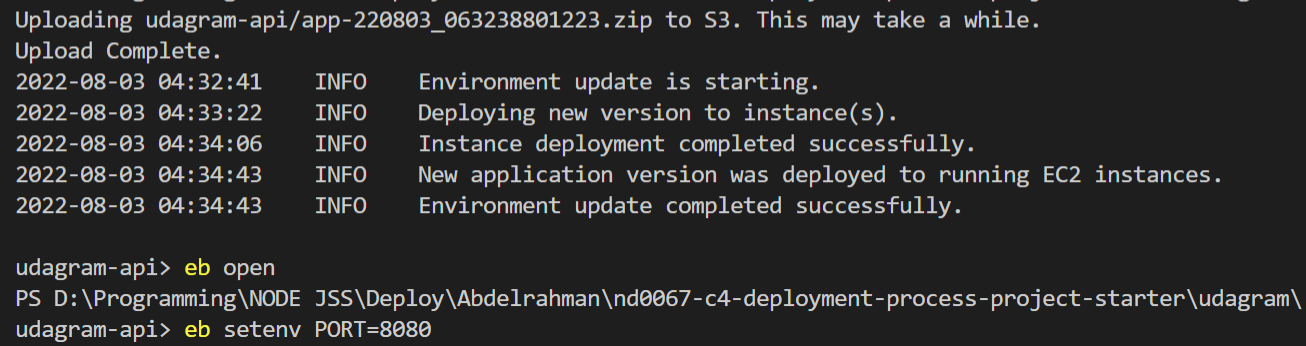 Uploading udagram-api/app-220803_063238801223.zip to S3. This may take a while.
Upload Complete.
2022-08-03 04:32:41    INFO    Environment update is starting.
2022-08-03 04:33:22    INFO    Deploying new version to instance(s).
2022-08-03 04:34:06    INFO    Instance deployment completed successfully.
2022-08-03 04:34:43    INFO    New application version was deployed to running EC2 instances.
2022-08-03 04:34:43    INFO    Environment update completed successfully.
udagram-api> eb open
PS D:\Programming\NODE JSS\Deploy\Abdelrahman\nd0067-c4-deployment-process-project-starter\udagram\
udagram-api> eb setenv PORT=8080